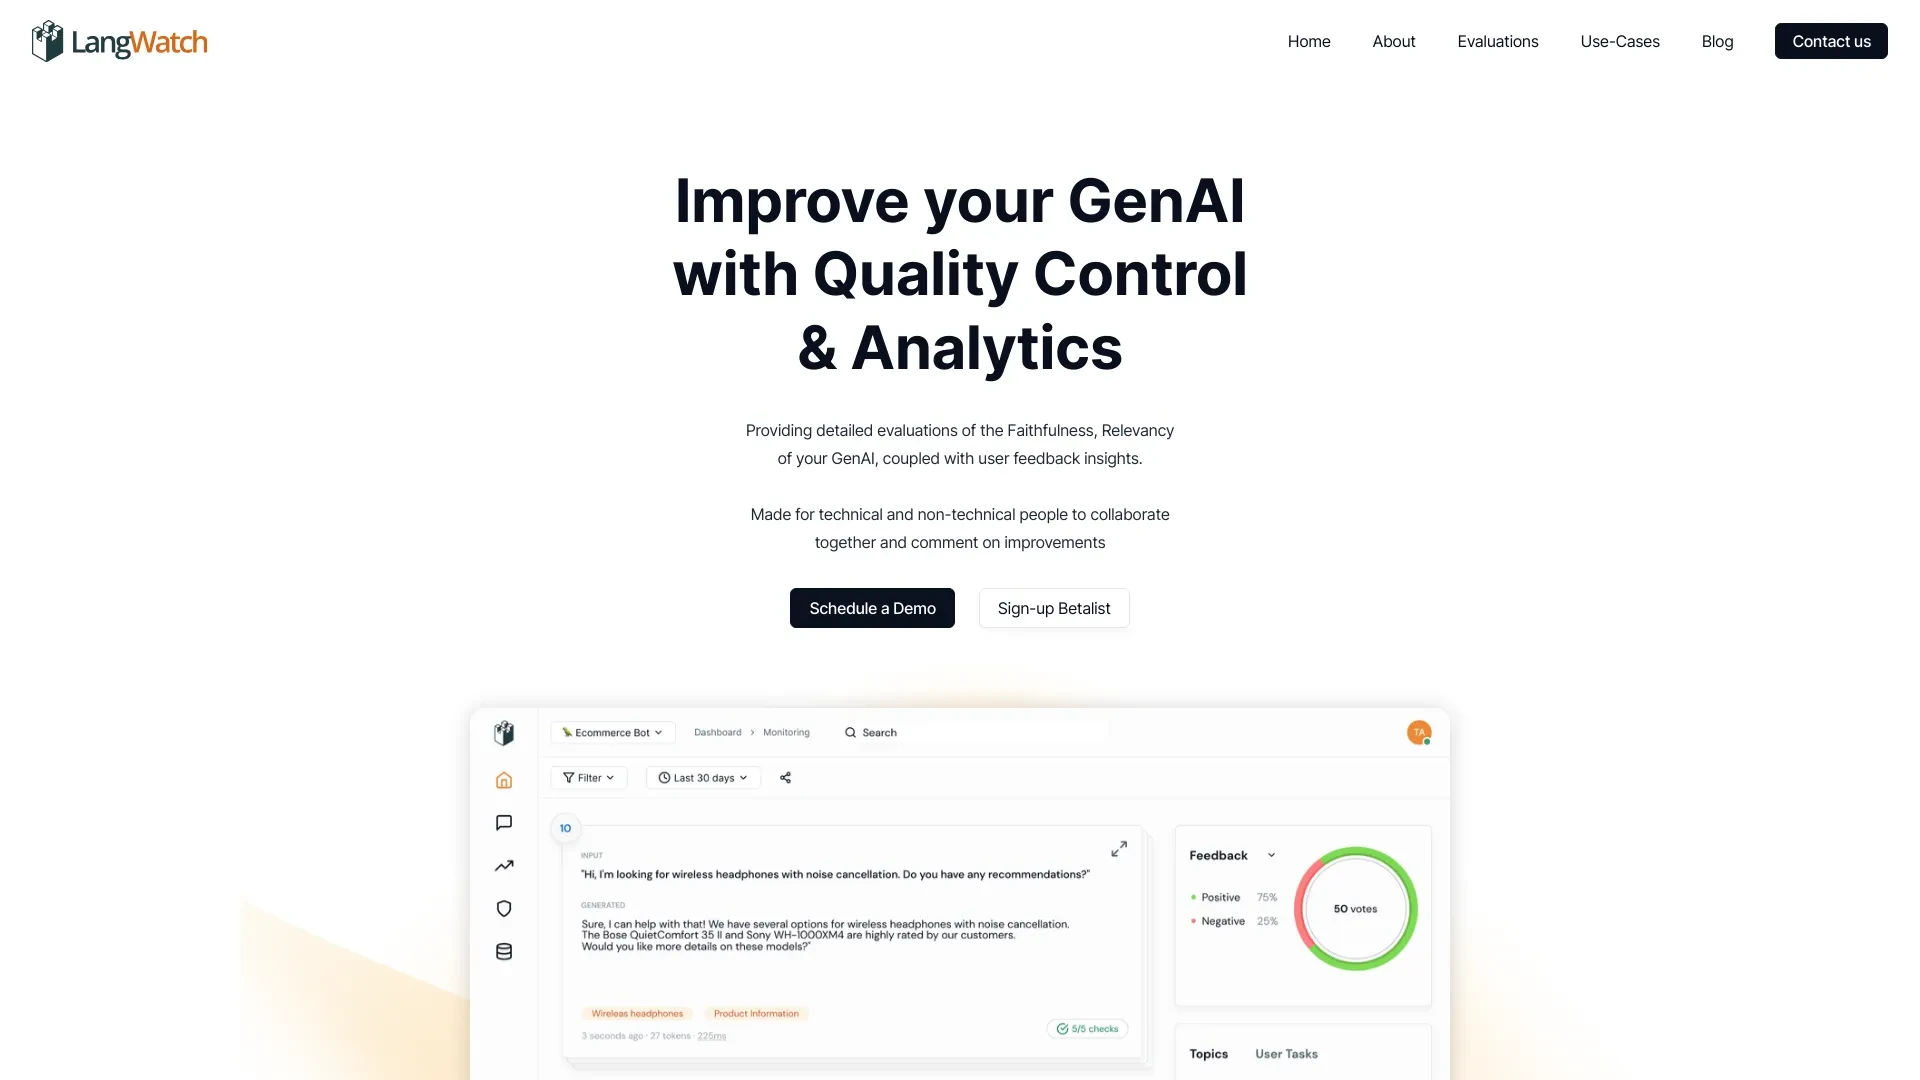 LangWatch
Home
About
Evaluations
Use-Cases
Blog
Contact us
Improve your GenAI
with Quality Control
& Analytics
Providing detailed evaluations of the Faithfulness, Relevancy
of your GenAI, coupled with user feedback insights.
Made for technical and non-technical people to collaborate
together and comment on improvements
Schedule a Demo
Sign-up Betalist
Ecommerce Bot
Dashboard > Monitoring
Search
TA
Filter
Last 30 days
10
INPUT
"Hi, I'm looking for wireless headphones with noise cancellation. Do you have any recommendations?"
GENERATED
Sure, I can help with that! We have several options for wireless headphones with noise cancellation.
The Bose QuietComfort 35 II and Sony WH-1000XM4 are highly rated by our customers.
Would you like more details on these models?"
Wireless headphones
Product Information
3 seconds ago · 27 tokens · 225ms
5/5 checks
Feedback
Positive 75%
Negative 25%
50 votes
Topics
User Tasks